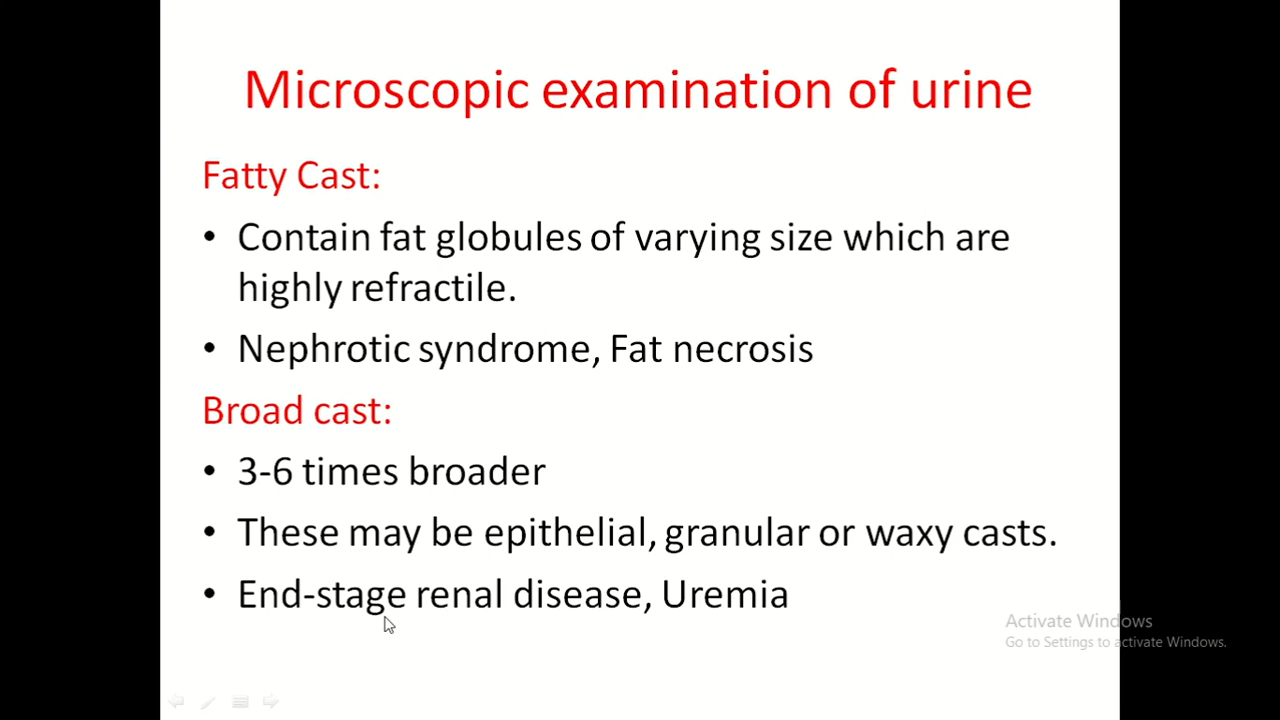 Microscopic examination of urine
Fatty Cast:
• Contain fat globules of varying size which are
highly refractile.
• Nephrotic syndrome, Fat necrosis
Broad cast:
• 3-6 times broader
• These may be epithelial, granular or waxy casts.
• End-stage renal disease, Uremia
Activate Windows
Go to Settings to activate Windows.